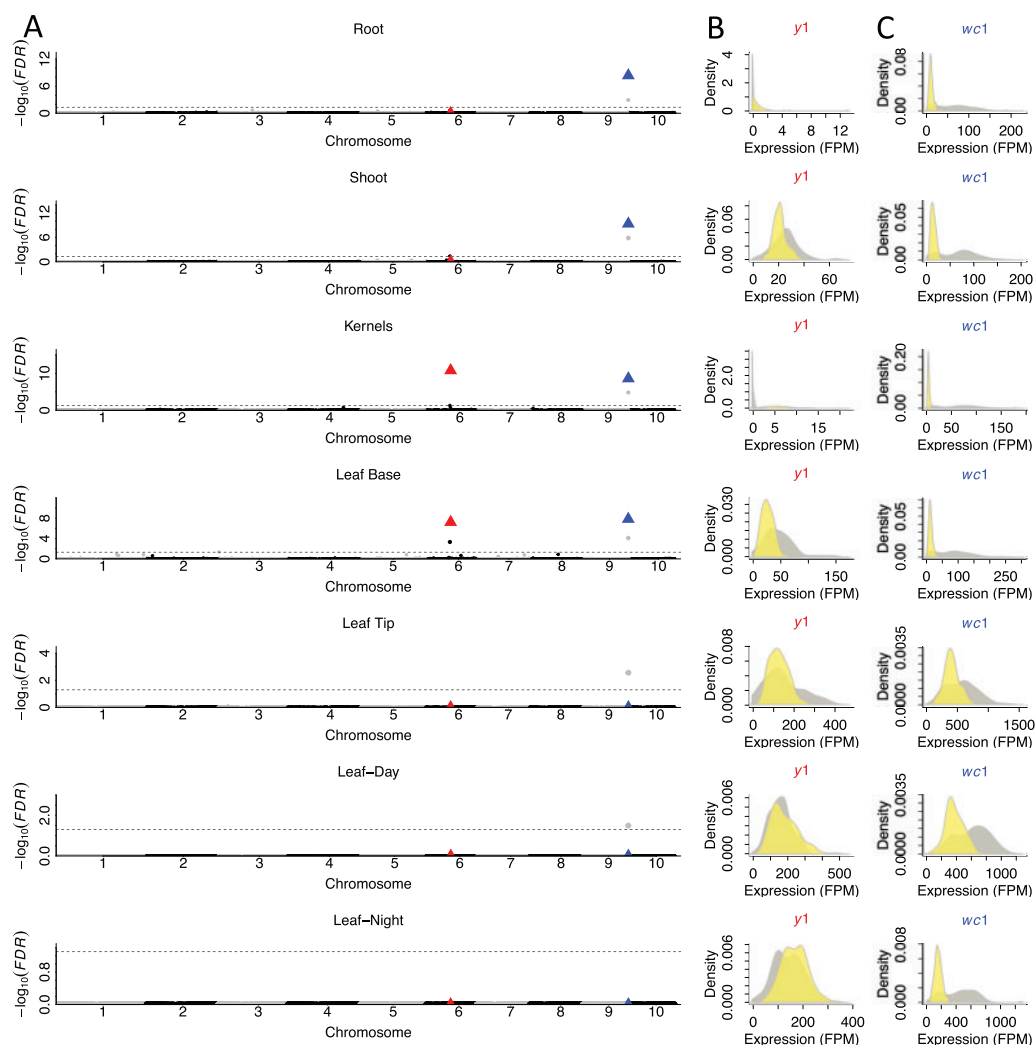 A
B
C
Root
−log10(FDR)
12
6
0
1 2 3 4 5 6 7 8 9 10
Chromosome
y1
Density
4
2
0
0 4 8 12
Expression (FPM)
wc1
Density
0.08
0.00
0 100 200
Expression (FPM)
Shoot
−log10(FDR)
12
6
0
1 2 3 4 5 6 7 8 9 10
Chromosome
y1
Density
0.06
0.00
0 20 60
Expression (FPM)
wc1
Density
0.05
0.00
0 100 200
Expression (FPM)
Kernels
−log10(FDR)
10
0
1 2 3 4 5 6 7 8 9 10
Chromosome
y1
Density
2.0
0.0
0 5 15
Expression (FPM)
wc1
Density
0.20
0.00
0 50 150
Expression (FPM)
Leaf Base
−log10(FDR)
8
4
0
1 2 3 4 5 6 7 8 9 10
Chromosome
y1
Density
0.030
0.000
0 50 150
Expression (FPM)
wc1
Density
0.05
0.00
0 100 300
Expression (FPM)
Leaf Tip
−log10(FDR)
4
2
0
1 2 3 4 5 6 7 8 9 10
Chromosome
y1
Density
0.008
0.000
0 200 400
Expression (FPM)
wc1
Density
0.0035
0.0000
0 500 1500
Expression (FPM)
Leaf−Day
−log10(FDR)
2.0
0.0
1 2 3 4 5 6 7 8 9 10
Chromosome
y1
Density
0.006
0.000
0 200 500
Expression (FPM)
wc1
Density
0.0035
0.0000
0 400 1000
Expression (FPM)
Leaf−Night
−log10(FDR)
0.8
0.0
1 2 3 4 5 6 7 8 9 10
Chromosome
y1
Density
0.006
0.000
0 200 400
Expression (FPM)
wc1
Density
0.008
0.000
0 400 1000
Expression (FPM)